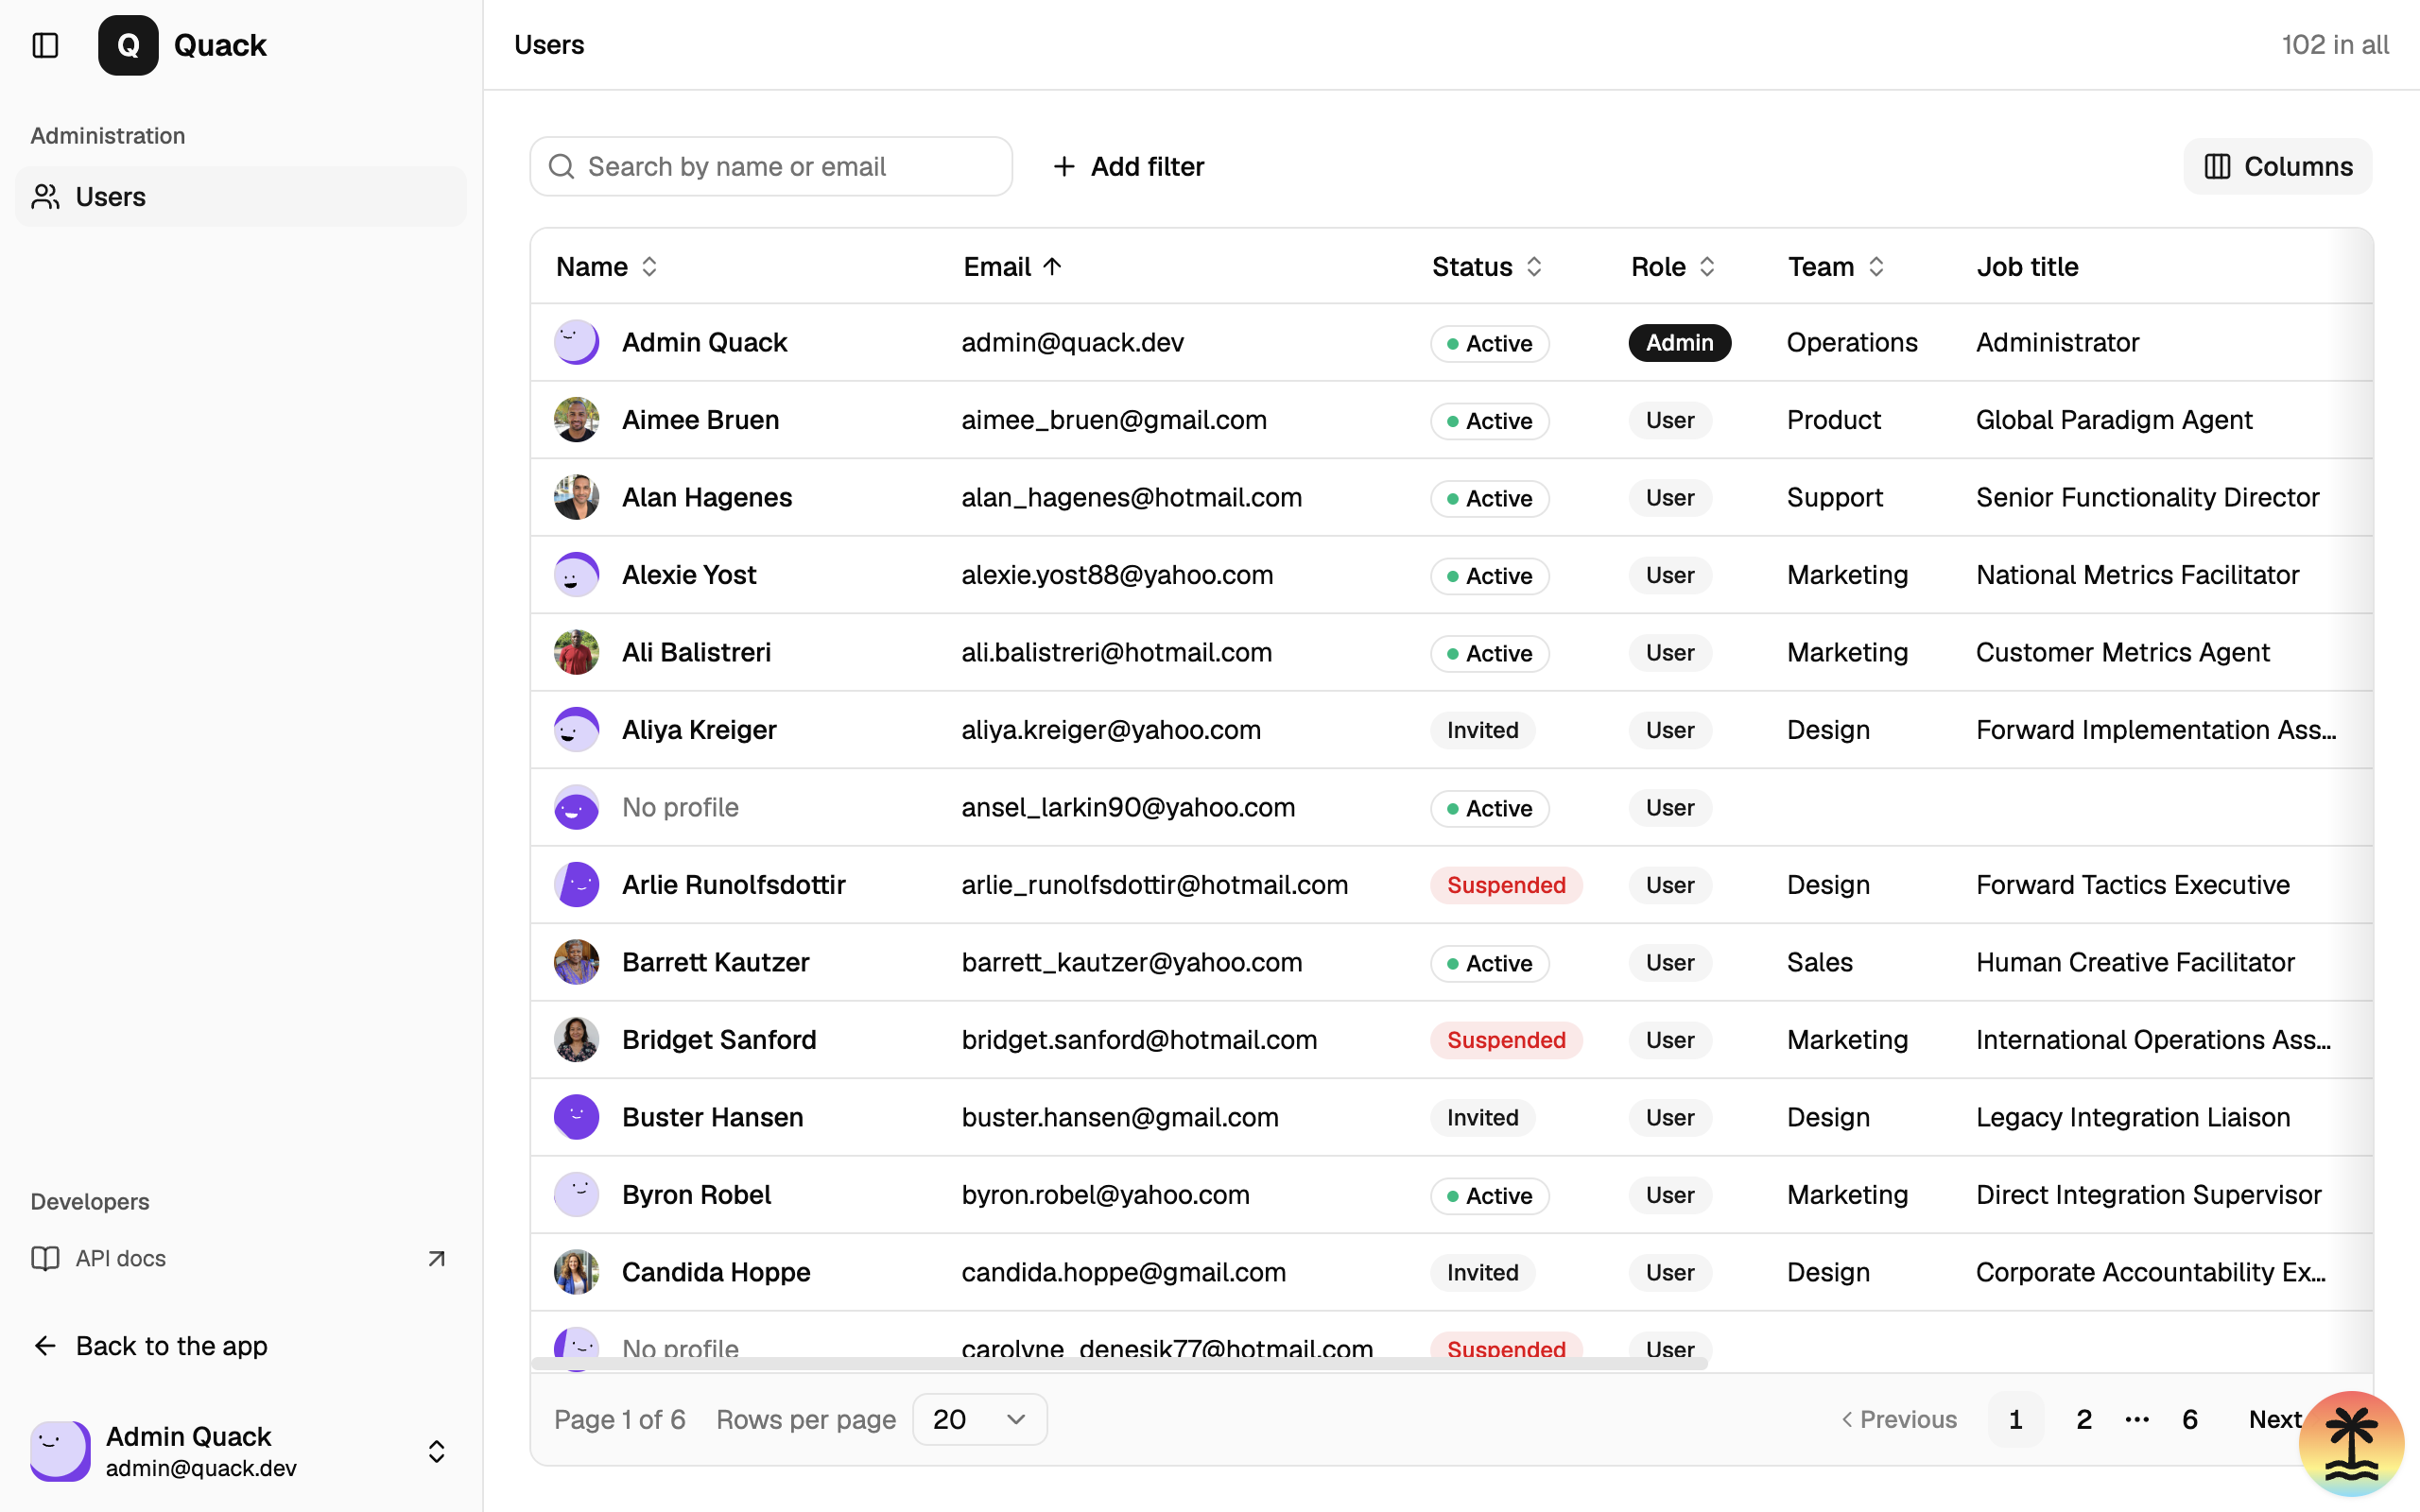 Q Quack
Users
102 in all
Administration
Users
Search by name or email
Add filter
Columns
Name Email Status Role Team Job title
Admin Quack admin@quack.dev Active Admin Operations Administrator
Aimee Bruen aimee_bruen@gmail.com Active User Product Global Paradigm Agent
Alan Hagenes alan_hagenes@hotmail.com Active User Support Senior Functionality Director
Alexie Yost alexie.yost88@yahoo.com Active User Marketing National Metrics Facilitator
Ali Balistreri ali.balistreri@hotmail.com Active User Marketing Customer Metrics Agent
Aliya Kreiger aliya.kreiger@yahoo.com Invited User Design Forward Implementation Ass...
No profile ansel_larkin90@yahoo.com Active User
Arlie Runolfsdottir arlie_runolfsdottir@hotmail.com Suspended User Design Forward Tactics Executive
Barrett Kautzer barrett_kautzer@yahoo.com Active User Sales Human Creative Facilitator
Bridget Sanford bridget.sanford@hotmail.com Suspended User Marketing International Operations Ass...
Buster Hansen buster.hansen@gmail.com Invited User Design Legacy Integration Liaison
Byron Robel byron.robel@yahoo.com Active User Marketing Direct Integration Supervisor
Candida Hoppe candida.hoppe@gmail.com Invited User Design Corporate Accountability Ex...
No profile carolyne_denesik77@hotmail.com Suspended User
Page 1 of 6 Rows per page 20 Previous 1 2 ... 6 Next
Developers
API docs
Back to the app
Admin Quack
admin@quack.dev